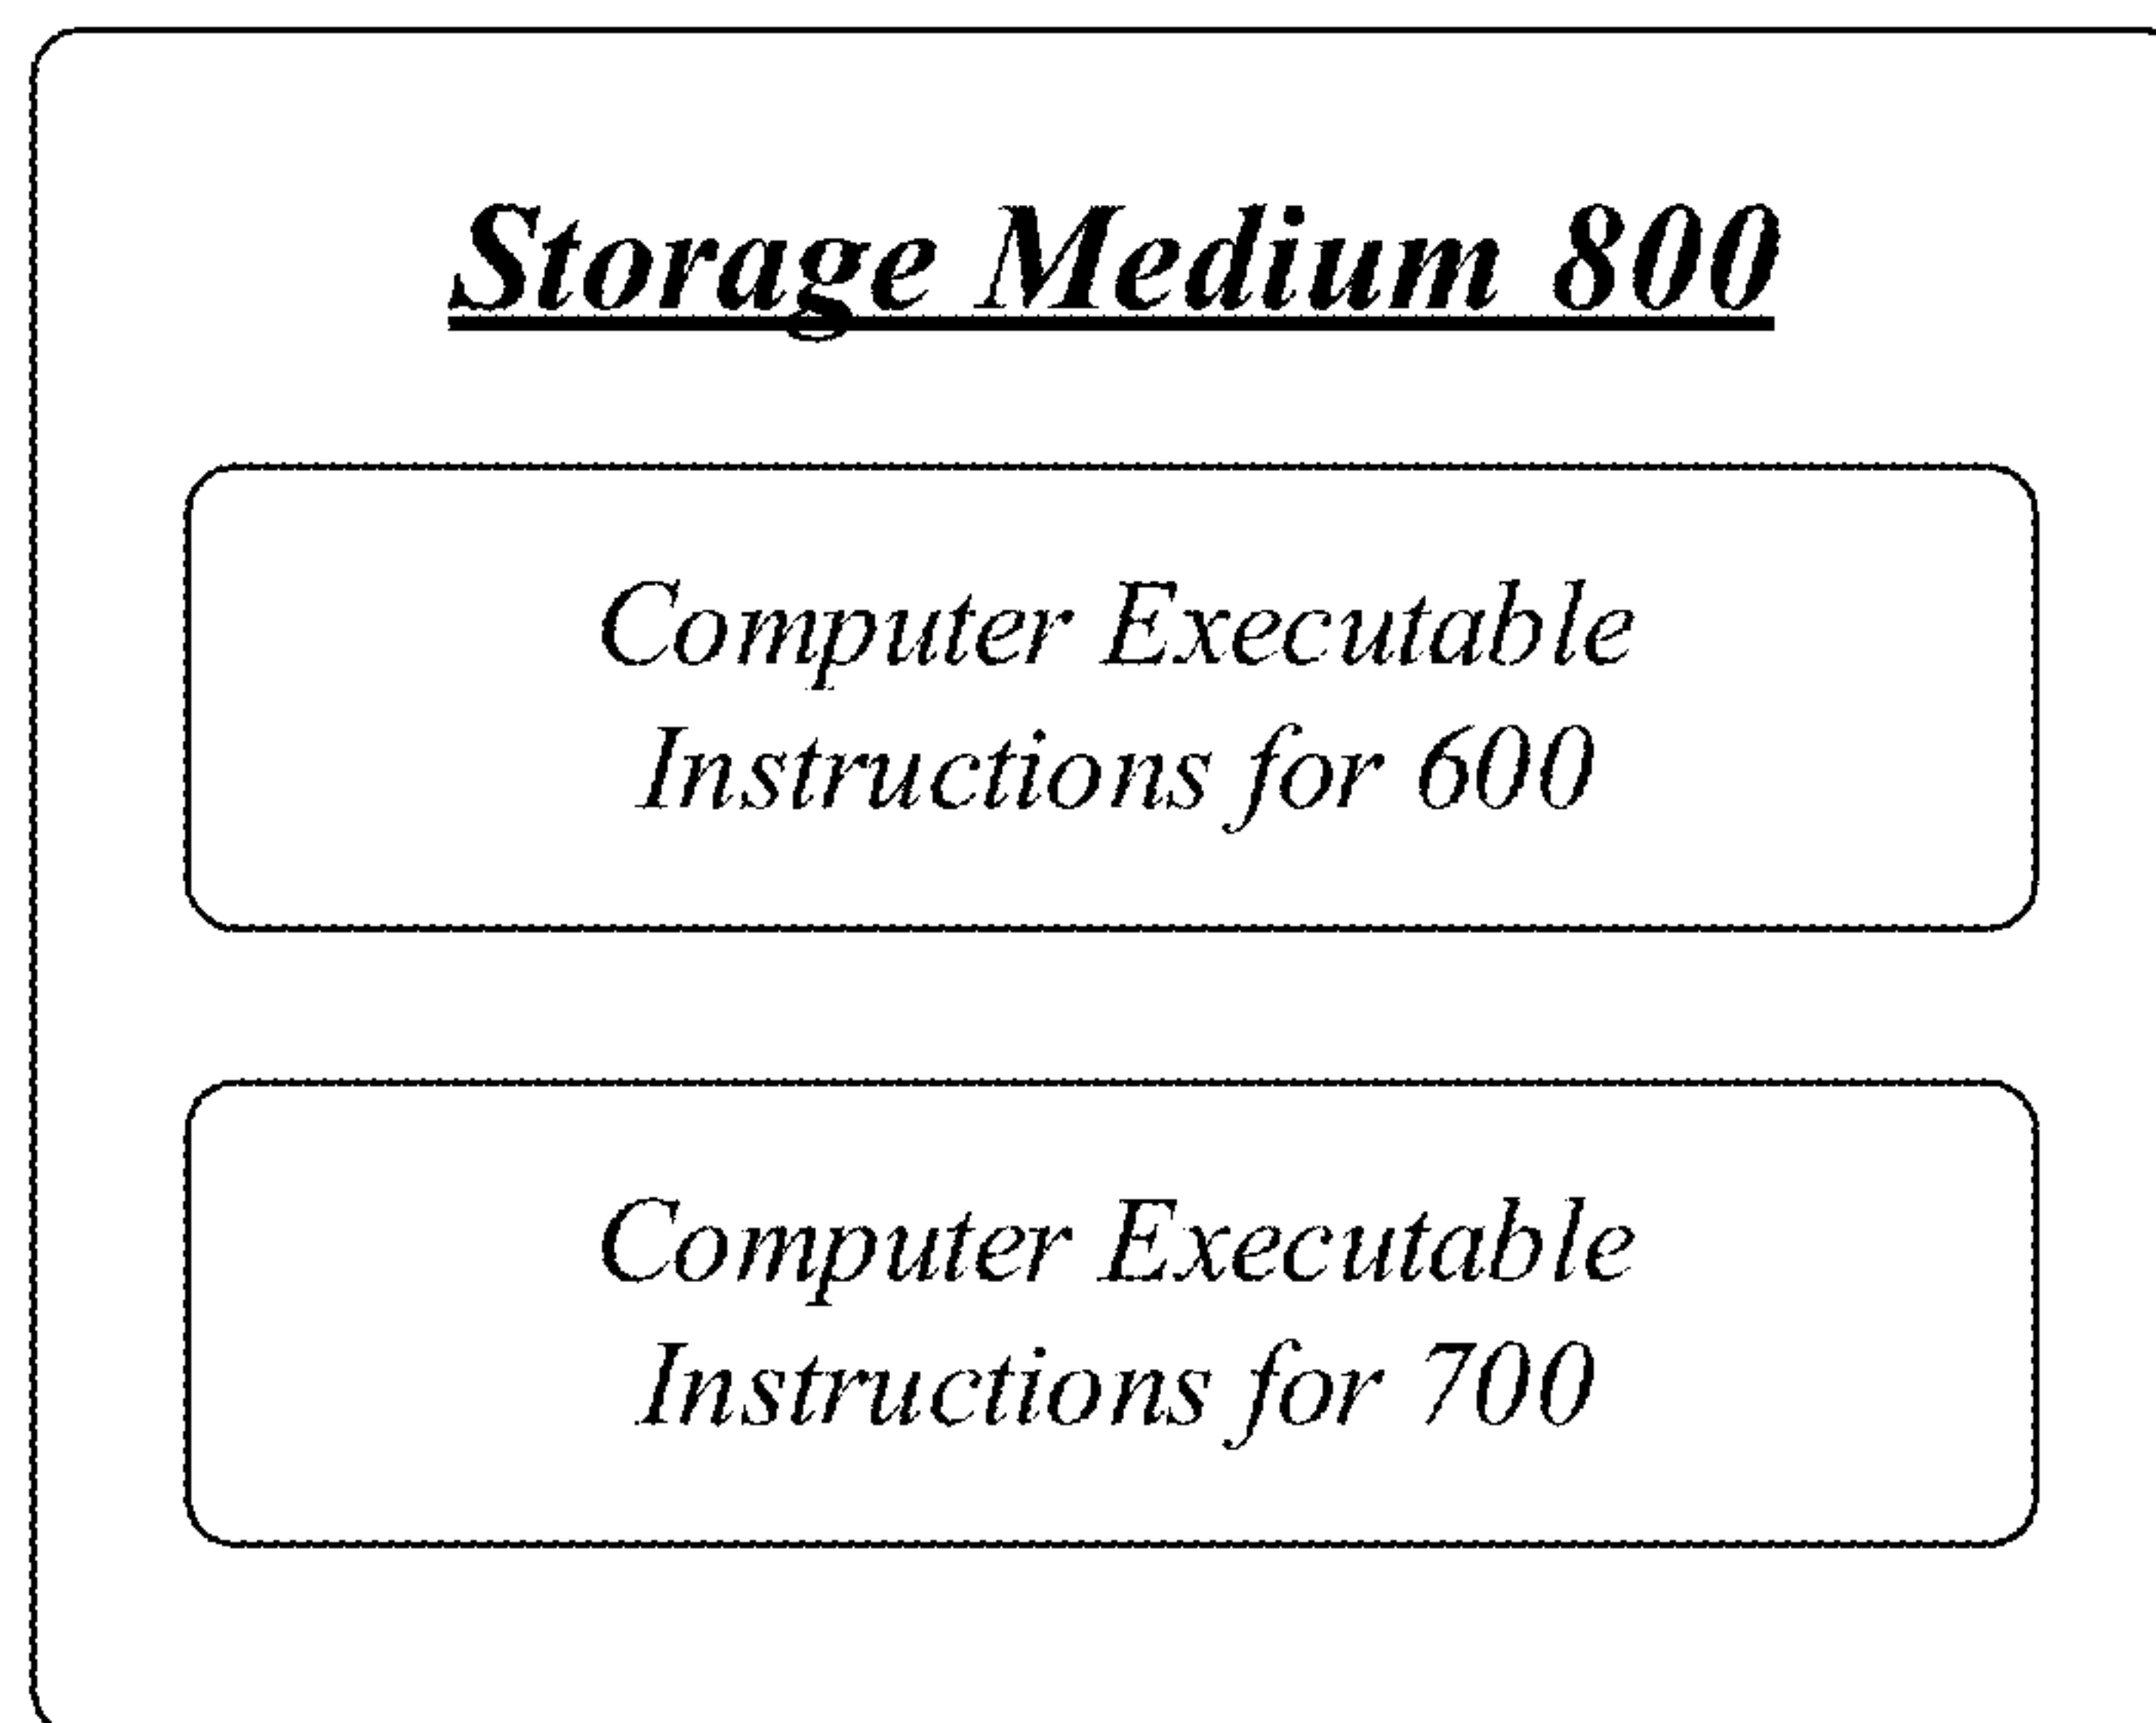 Storage Medium 800
Computer Executable
Instructions for 600
Computer Executable
Instructions for 700